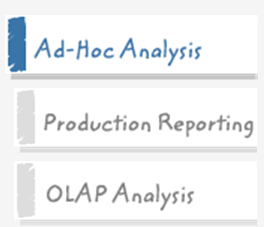 Ad-Hoc Analysis
Production Reporting
OLAP Analysis